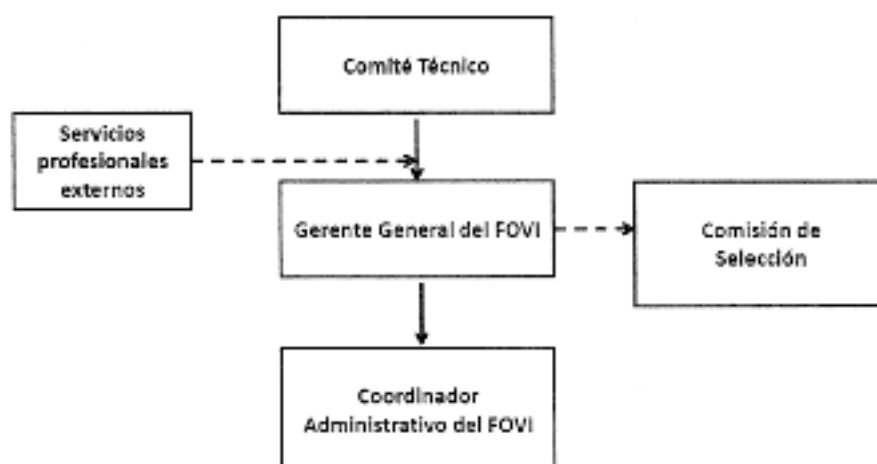 Comité Técnico
Servicios
profesionales
externos
Gerente General del FOVI
Comisión de
Selección
Coordinador
Administrativo del FOVI